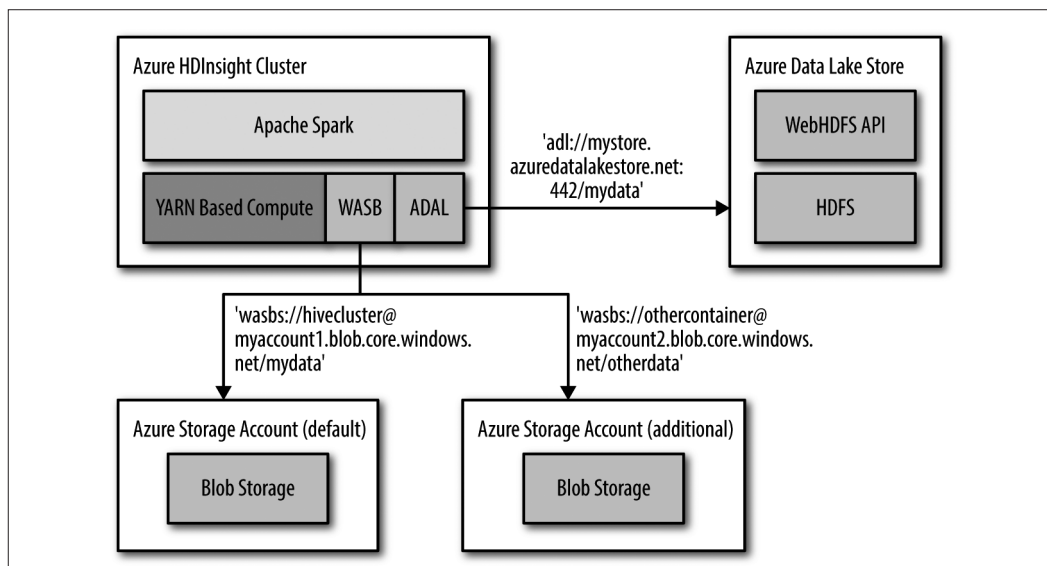 Azure HDInsight Cluster
Apache Spark
YARN Based Compute
WASB
ADAL
'adl://mystore.
azuredatalakestore.net:
442/mydata'
Azure Data Lake Store
WebHDFS API
HDFS
'wasbs://hivecluster@
myaccount1.blob.core.windows.
net/mydata'
'wasbs://othercontainer@
myaccount2.blob.core.windows.
net/otherdata'
Azure Storage Account (default)
Blob Storage
Azure Storage Account (additional)
Blob Storage